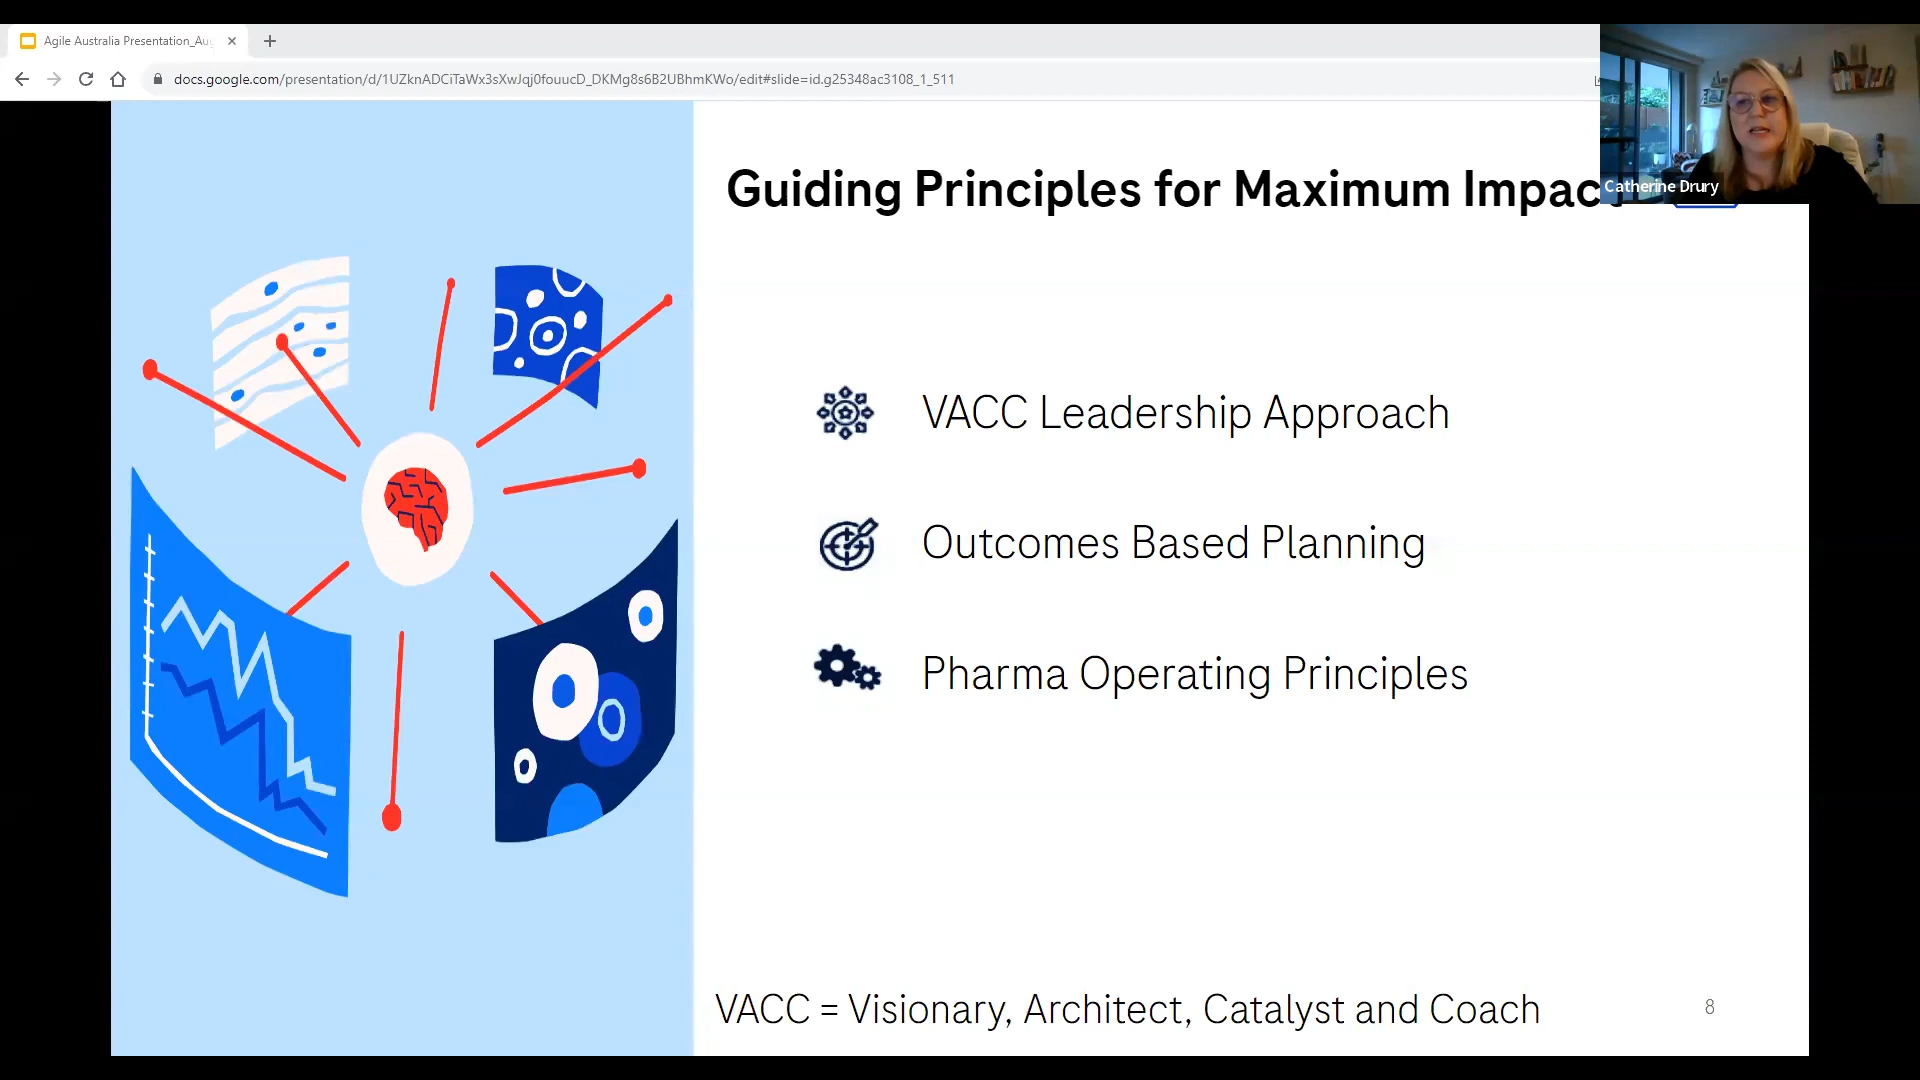 Agile Australia Presentation_Au
docs.google.com/presentation/d/1UZknADCiTaWx3sXwJqj0fouucD_DKMg8s6B2UBhmKWo/edit#slide=id.g25348ac3108_1_511
Catherine Drury
Guiding Principles for Maximum Impact
VACC Leadership Approach
Outcomes Based Planning
Pharma Operating Principles
VACC = Visionary, Architect, Catalyst and Coach
8